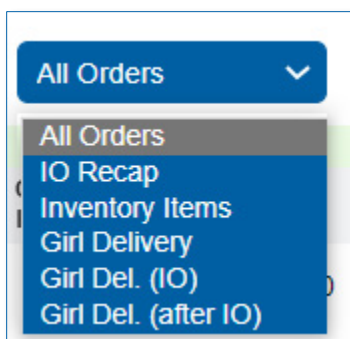 All Orders
All Orders
IO Recap
Inventory Items
Girl Delivery
Girl Del. (IO)
Girl Del. (after IO)